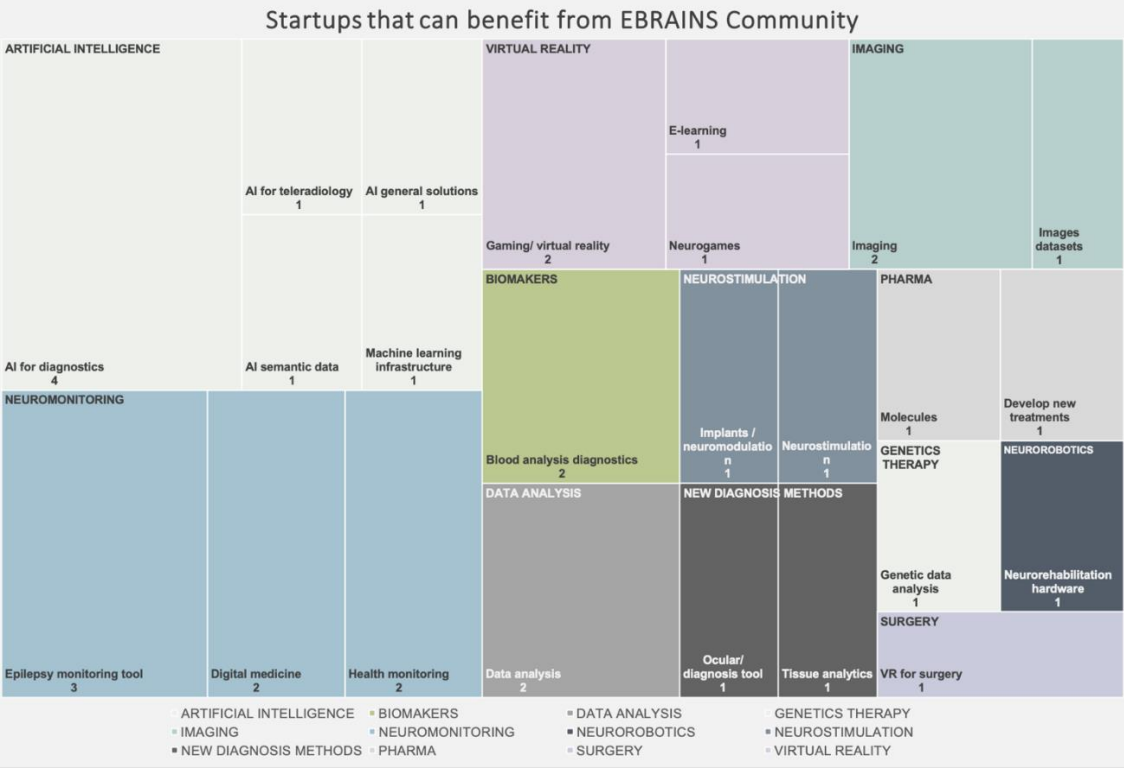 Startups that can benefit from EBRAINS Community
ARTIFICIAL INTELLIGENCE
AI for diagnostics
4
AI for teleradiology
1
AI general solutions
1
AI semantic data
1
Machine learning
infrastructure
1
NEUROMONITORING
Epilepsy monitoring tool
3
Digital medicine
2
Health monitoring
2
VIRTUAL REALITY
Gaming/ virtual reality
2
E-learning
1
Neurogames
1
IMAGING
Imaging
2
Images
datasets
1
BIOMAKERS
Blood analysis diagnostics
2
NEUROSTIMULATION
Implants /
neuromodulatio
n
1
Neurostimulatio
n
1
PHARMA
Molecules
1
Develop new
treatments
1
DATA ANALYSIS
Data analysis
2
NEW DIAGNOSIS METHODS
Ocular/
diagnosis tool
1
Tissue analytics
1
GENETICS
THERAPY
Genetic data
analysis
1
NEUROROBOTICS
Neurorehabilitation
hardware
1
SURGERY
VR for surgery
1
ARTIFICIAL INTELLIGENCE BIOMAKERS DATA ANALYSIS GENETICS THERAPY
IMAGING NEUROMONITORING NEUROROBOTICS NEUROSTIMULATION
NEW DIAGNOSIS METHODS PHARMA SURGERY VIRTUAL REALITY